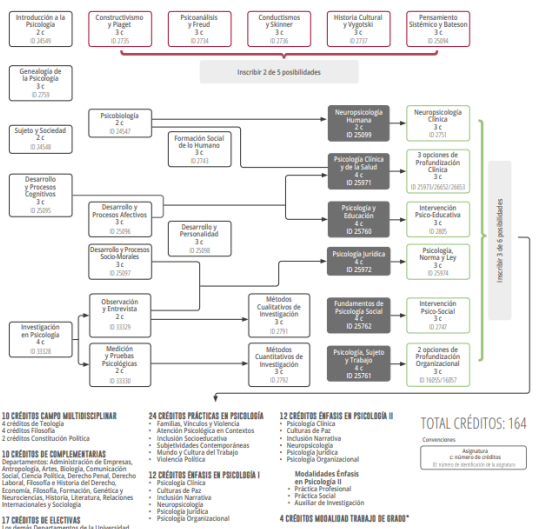 Introducción a la
Psicología
2 c
ID 24549
Constructivismo
y Piaget
3 c
ID 2735
Psicoanálisis
y Freud
3 c
ID 2734
Conductismos
y Skinner
3 c
ID 2736
Historia Cultural
y Vygotski
3 c
ID 2737
Pensamiento
Sistémico y Bateson
3 c
ID 25094
Inscribir 2 de 5 posibilidades
Genealogía de
la Psicología
3 c
ID 2759
Sujeto y Sociedad
2 c
ID 24548
Psicobiología
2 c
ID 24547
Formación Social
de lo Humano
3 c
ID 2743
Neuropsicología
Humana
2 c
ID 25099
Neuropsicología
Clínica
3 c
ID 2751
Psicología Clínica
y de la Salud
4 c
ID 25971
3 opciones de
Profundización
Clínica
3 c
ID 25973/26652/26653
Desarrollo
y Procesos
Cognitivos
3 c
ID 25095
Desarrollo y
Procesos Afectivos
3 c
ID 25096
Desarrollo y
Personalidad
3 c
ID 25098
Psicología y
Educación
4 c
ID 25760
Intervención
Psico-Educativa
3 c
ID 2805
Desarrollo y Procesos
Socio-Morales
3 c
ID 25097
Psicología Jurídica
4 c
ID 25972
Psicología,
Norma y Ley
3 c
ID 25974
Inscribir 3 de 6 posibilidades
Investigación
en Psicología
4 c
ID 33328
Observación
y Entrevista
2 c
ID 33329
Métodos
Cualitativos de
Investigación
3 c
ID 2791
Fundamentos de
Psicología Social
4 c
ID 25762
Intervención
Psico-Social
3 c
ID 2747
Medición
y Pruebas
Psicológicas
2 c
ID 33330
Métodos
Cuantitativos de
Investigación
3 c
ID 2792
Psicología, Sujeto
y Trabajo
4 c
ID 25761
2 opciones de
Profundización
Organizacional
3 c
ID 16055/16057
10 CRÉDITOS CAMPO MULTIDISCIPLINAR
4 créditos de Teología
4 créditos Filosofía
2 créditos Constitución Política
10 CRÉDITOS DE COMPLEMENTARIAS
Departamentos: Administración de Empresas,
Antropología, Artes, Biología, Comunicación
Social, Ciencia Política, Derecho Penal, Derecho
Laboral, Filosofía e Historia del Derecho,
Economía, Filosofía, Formación, Genética y
Neurociencias, Historia, Literatura, Relaciones
Internacionales y Sociología
17 CRÉDITOS DE ELECTIVAS
Los demás Departamentos de la Universidad
24 CRÉDITOS PRÁCTICAS EN PSICOLOGÍA
• Familias, Vínculos y Violencia
• Atención Psicológica en Contextos
• Inclusión Socioeducativa
• Subjetividades Contemporáneas
• Mundo y Cultura del Trabajo
• Violencia Política
12 CRÉDITOS ÉNFASIS EN PSICOLOGÍA I
• Psicología Clínica
• Culturas de Paz
• Inclusión Narrativa
• Neuropsicología
• Psicología Jurídica
• Psicología Organizacional
12 CRÉDITOS ÉNFASIS EN PSICOLOGÍA II
• Psicología Clínica
• Culturas de Paz
• Inclusión Narrativa
• Neuropsicología
• Psicología Jurídica
• Psicología Organizacional
Modalidades Énfasis
en Psicología II
• Práctica Profesional
• Práctica Social
• Auxiliar de Investigación
4 CRÉDITOS MODALIDAD TRABAJO DE GRADO*
TOTAL CRÉDITOS: 164
Convenciones
Asignatura
c: número de créditos
ID: número de identificación de la asignatura